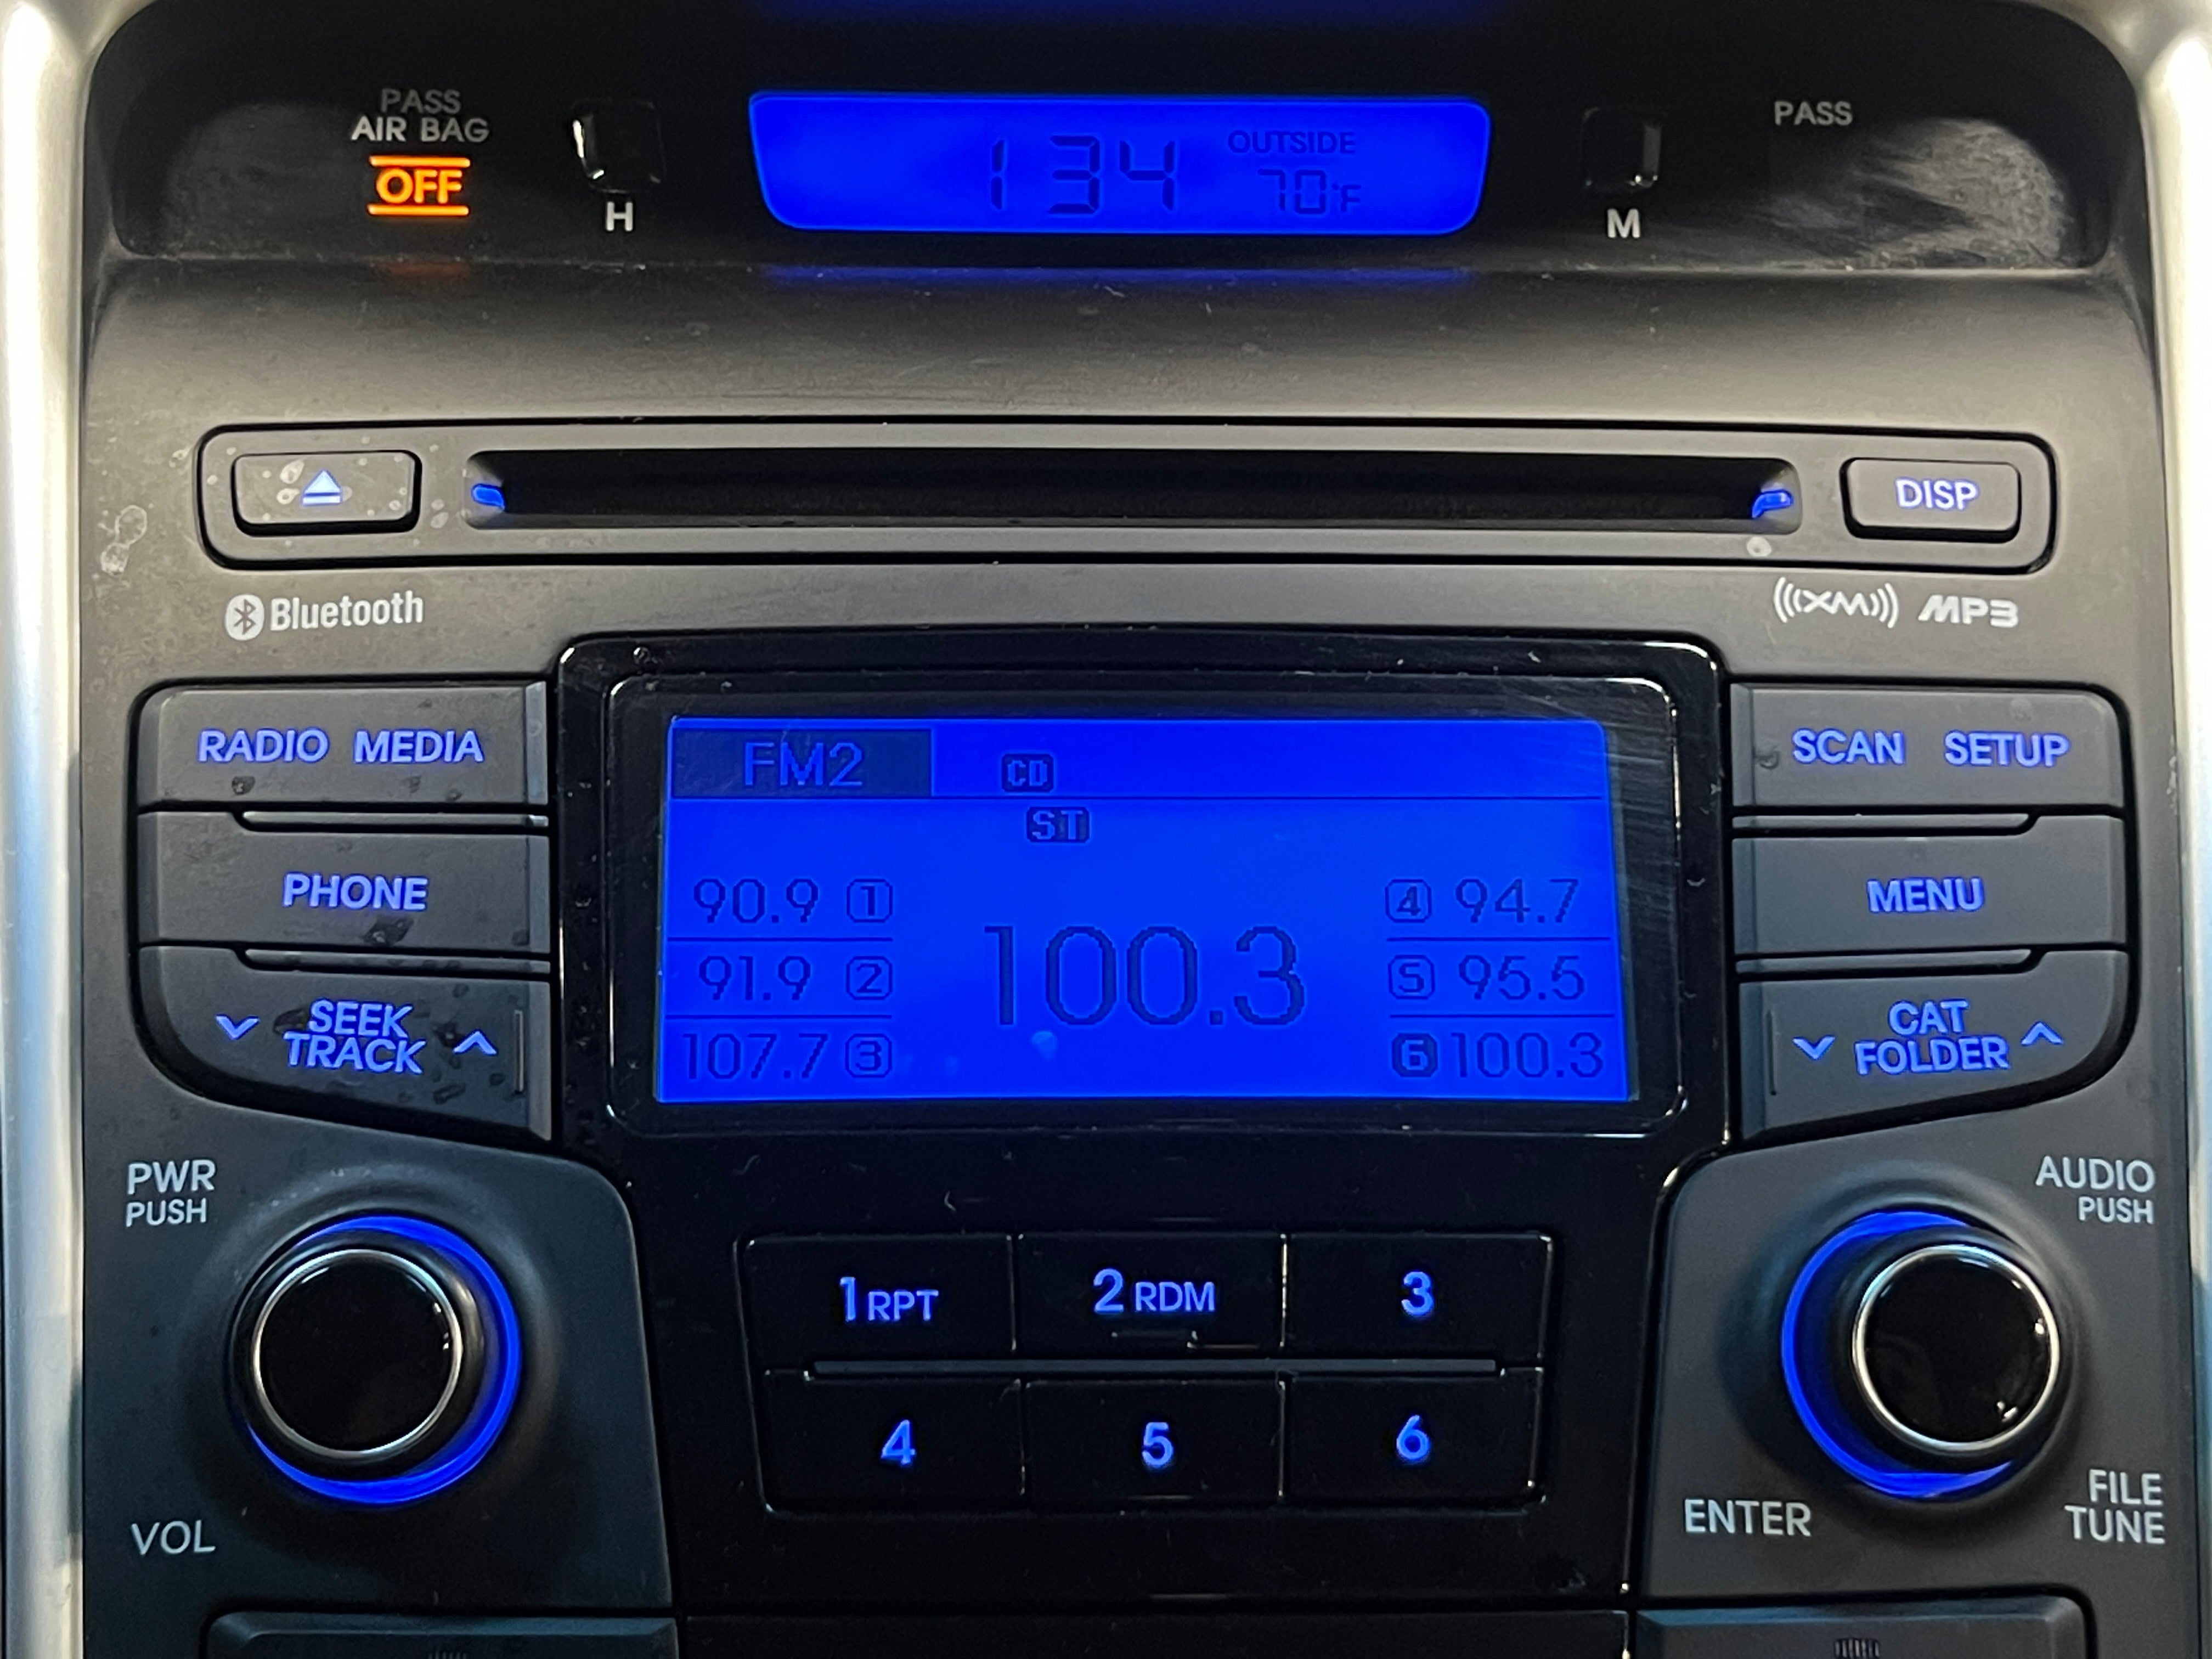 PASS
AIR BAG
OFF
H
1 34
OUTSIDE
70°F
M
PASS
DISP
Bluetooth
((XM)) MP3
RADIO MEDIA
PHONE
SEEK
TRACK
FM2
CD
ST
90.9 1
91.9 2
107.7 3
100.3
4 94.7
5 95.5
6 100.3
SCAN SETUP
MENU
CAT
FOLDER
PWR
PUSH
VOL
1 RPT
2 RDM
3
4
5
6
AUDIO
PUSH
ENTER
FILE
TUNE